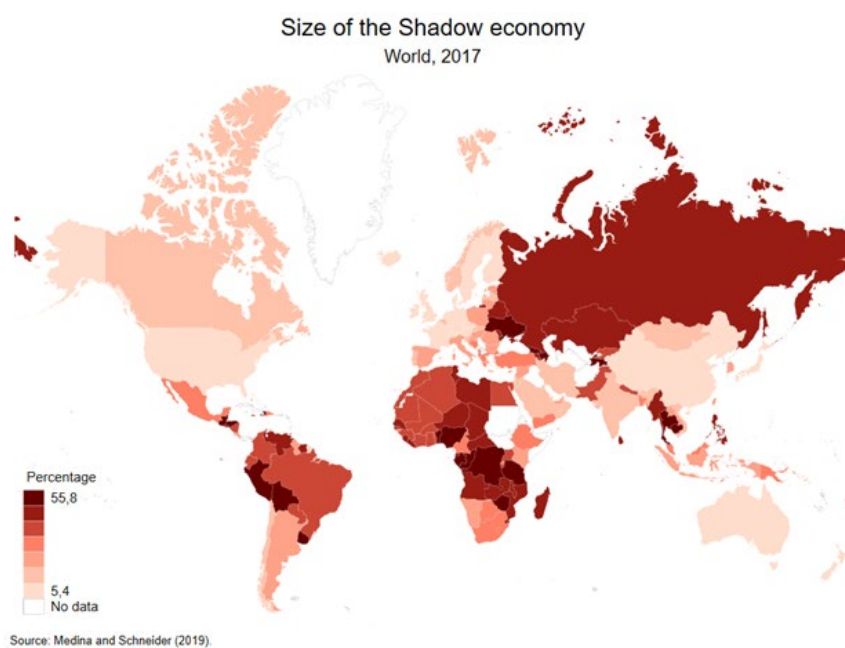 Size of the Shadow economy
World, 2017
Percentage
55,8
5,4
No data
Source: Medina and Schneider (2019).